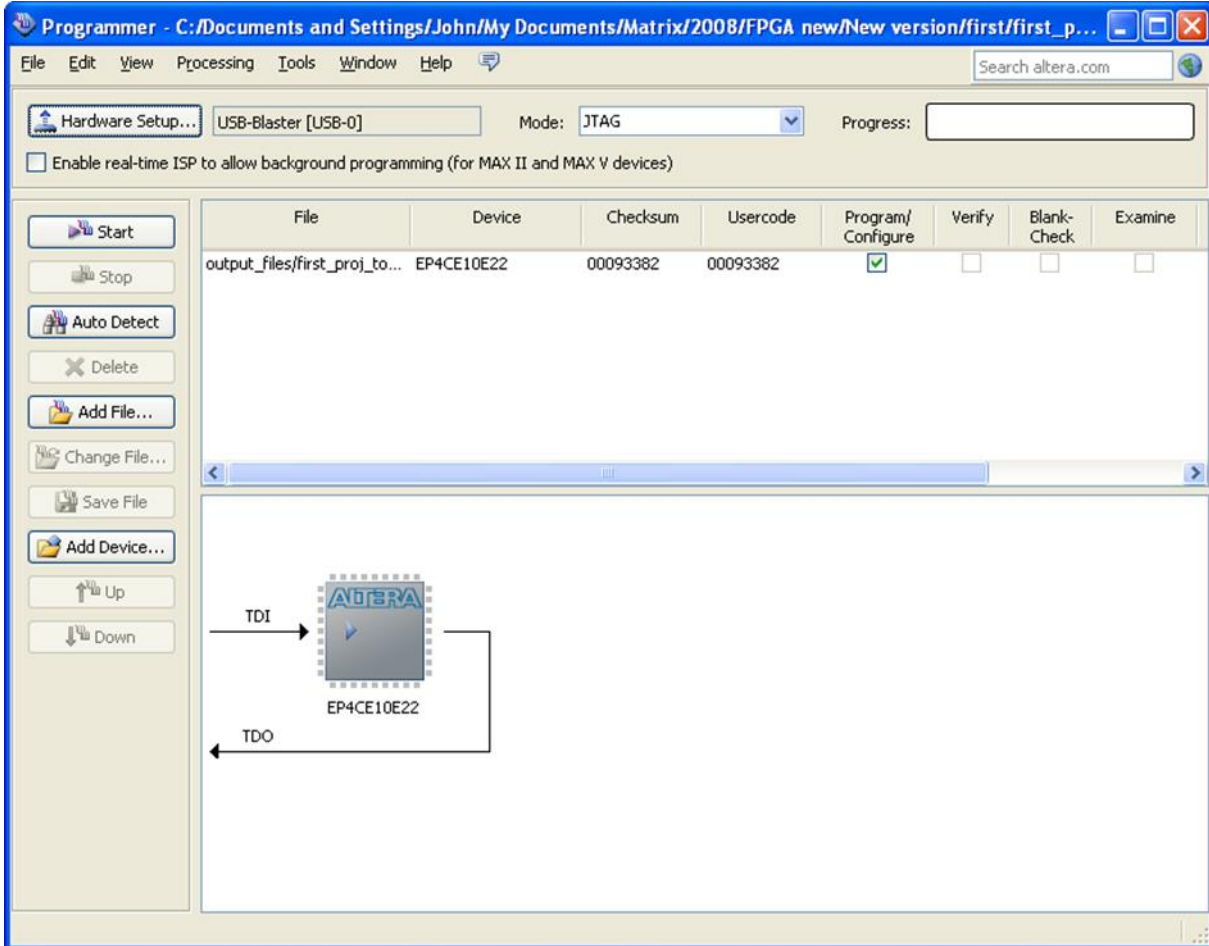 Programmer - C:/Documents and Settings/John/My Documents/Matrix/2008/FPGA new/New version/first/first_p...
File Edit View Processing Tools Window Help Search altera.com
Hardware Setup... USB-Blaster [USB-0] Mode: JTAG Progress:
Enable real-time ISP to allow background programming (for MAX II and MAX V devices)
Start
Stop
Auto Detect
Delete
Add File...
Change File...
Save File
Add Device...
Up
Down
File Device Checksum Usercode Program/ Configure Verify Blank- Check Examine
output_files/first_proj_to... EP4CE10E22 00093382 00093382
TDI
ALTERA
EP4CE10E22
TDO